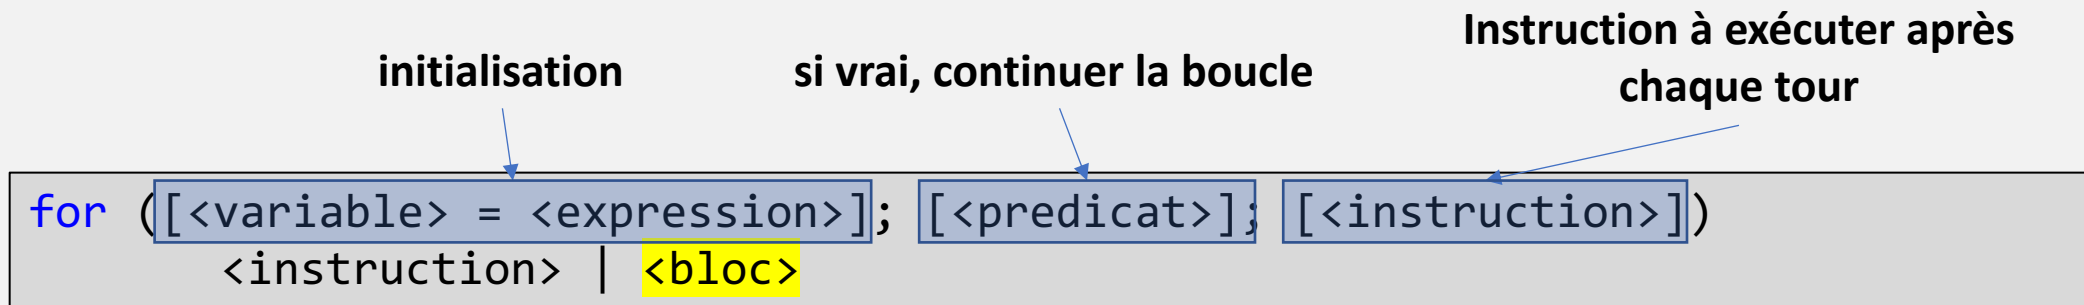 Instruction à exécuter après
chaque tour
initialisation
si vrai, continuer la boucle
for ([<variable> = <expression>]; [<predicat>]; [<instruction>])
<instruction> | <bloc>